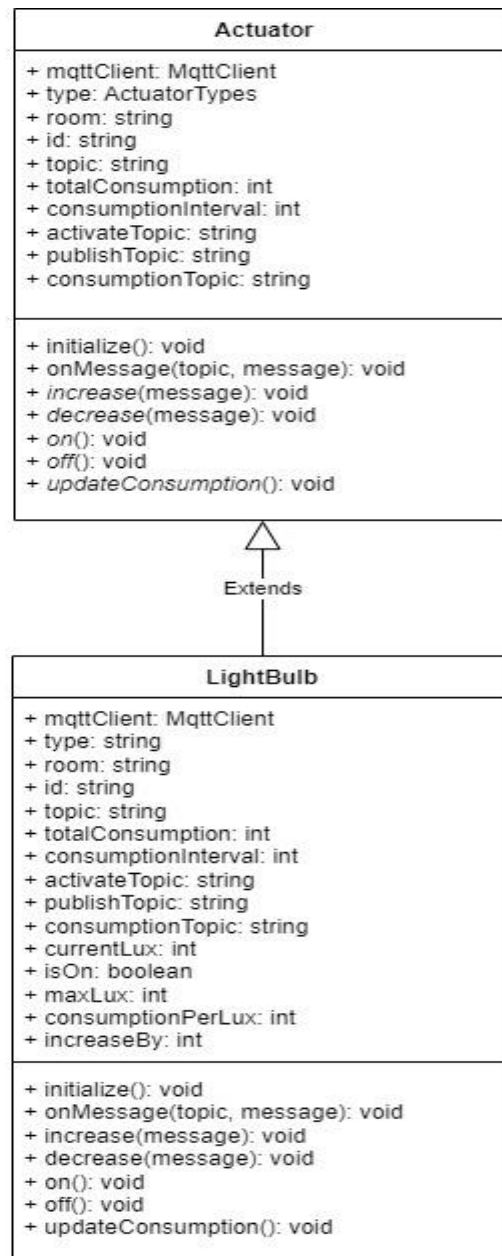 Actuator
+ mqttClient: MqttClient
+ type: ActuatorTypes
+ room: string
+ id: string
+ topic: string
+ totalConsumption: int
+ consumptionInterval: int
+ activateTopic: string
+ publishTopic: string
+ consumptionTopic: string
+ initialize(): void
+ onMessage(topic, message): void
+ increase(message): void
+ decrease(message): void
+ on(): void
+ off(): void
+ updateConsumption(): void
Extends
LightBulb
+ mqttClient: MqttClient
+ type: string
+ room: string
+ id: string
+ topic: string
+ totalConsumption: int
+ consumptionInterval: int
+ activateTopic: string
+ publishTopic: string
+ consumptionTopic: string
+ currentLux: int
+ isOn: boolean
+ maxLux: int
+ consumptionPerLux: int
+ increaseBy: int
+ initialize(): void
+ onMessage(topic, message): void
+ increase(message): void
+ decrease(message): void
+ on(): void
+ off(): void
+ updateConsumption(): void